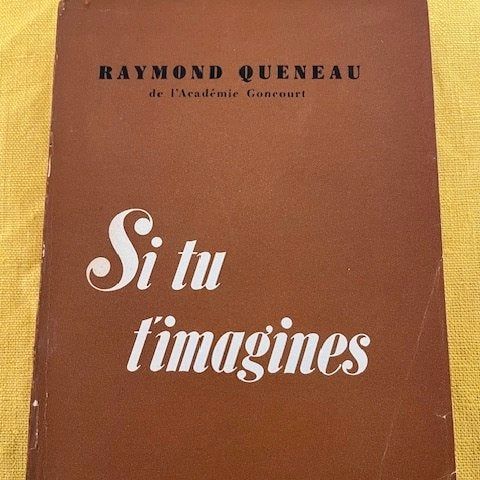 RAYMOND QUENEAU
de l'Académie Goncourt
Si tu
t'imagines